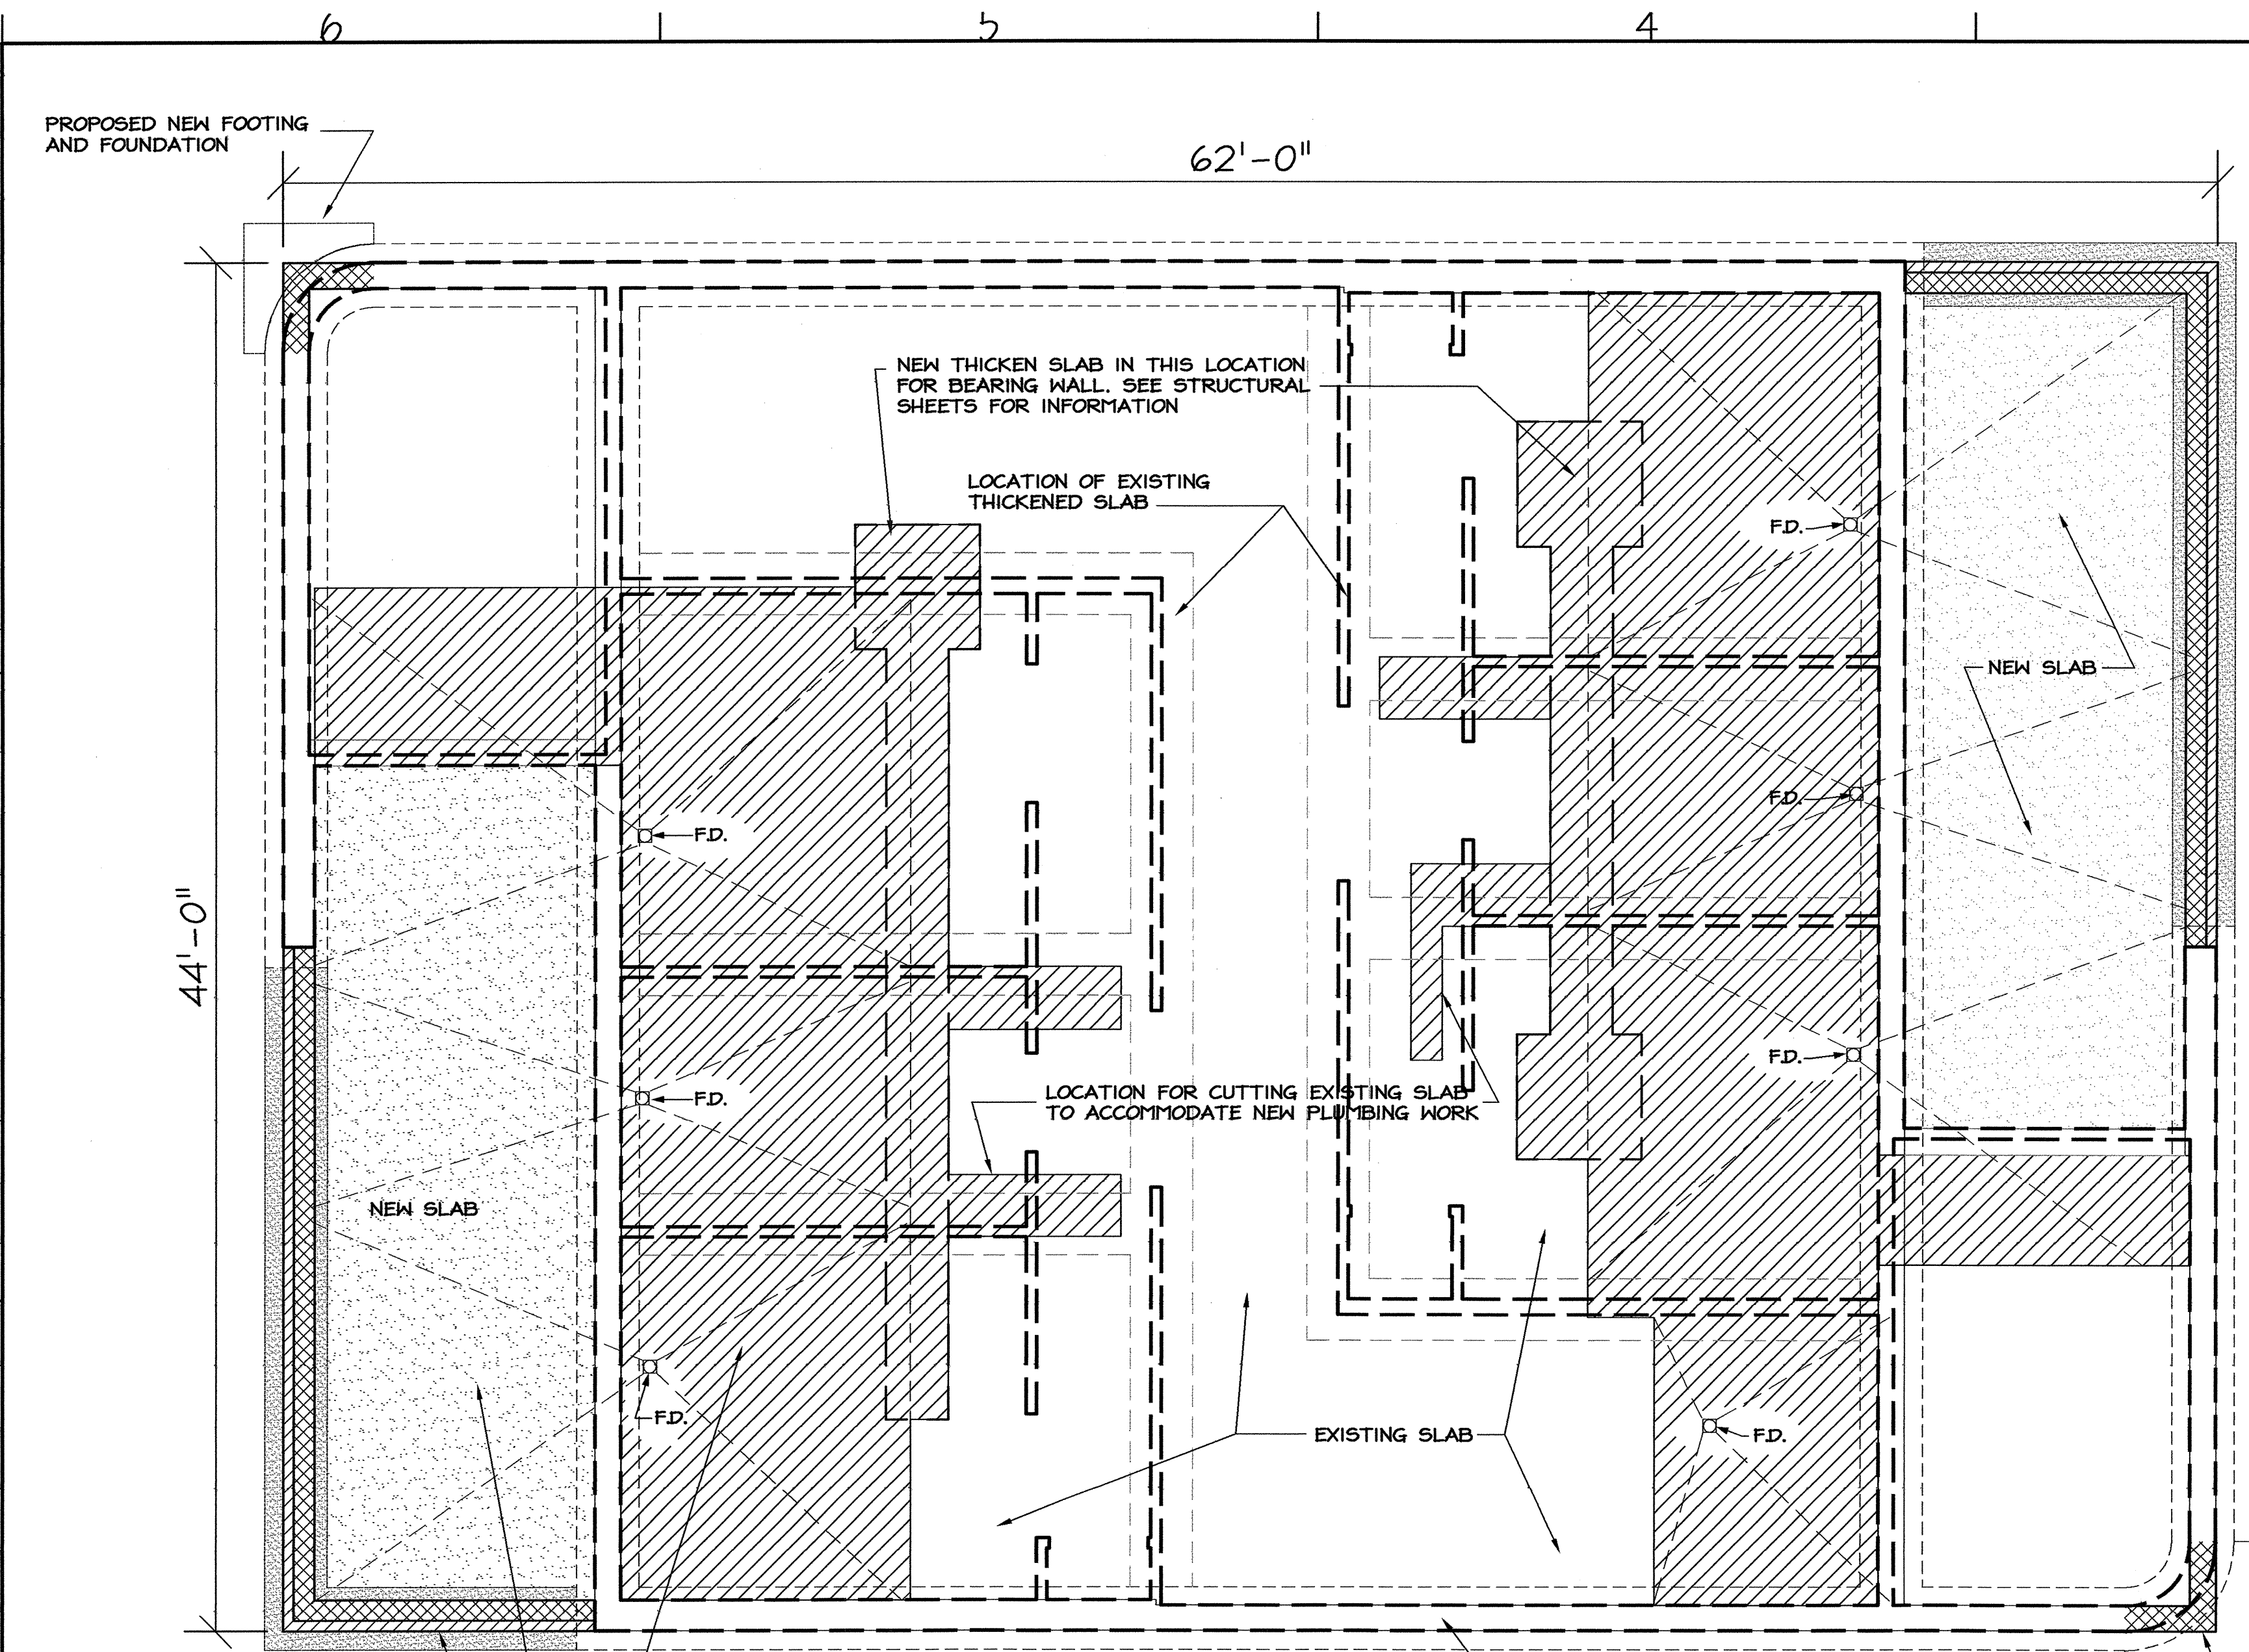 6 5 4
PROPOSED NEW FOOTING
AND FOUNDATION
62'-0"
NEW THICKEN SLAB IN THIS LOCATION
FOR BEARING WALL. SEE STRUCTURAL
SHEETS FOR INFORMATION
LOCATION OF EXISTING
THICKENED SLAB
F.D.
NEW SLAB
F.D.
F.D.
44'-0"
F.D.
F.D.
LOCATION FOR CUTTING EXISTING SLAB
TO ACCOMMODATE NEW PLUMBING WORK
NEW SLAB
F.D.
EXISTING SLAB
F.D.